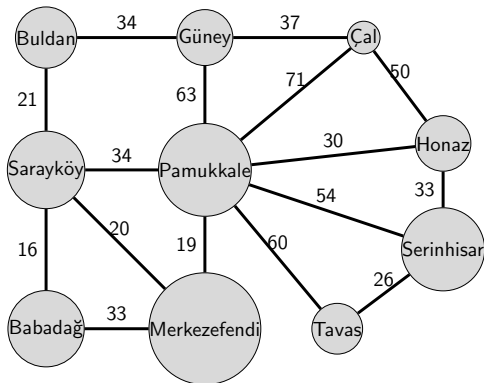 Buldan 34 Güney 37 Çal
21 63 71 50
Sarayköy 34 Pamukkale 30 Honaz
16 20 19 60 54 33 Serinhisar
26
Babadağ 33 Merkezefendi Tavas